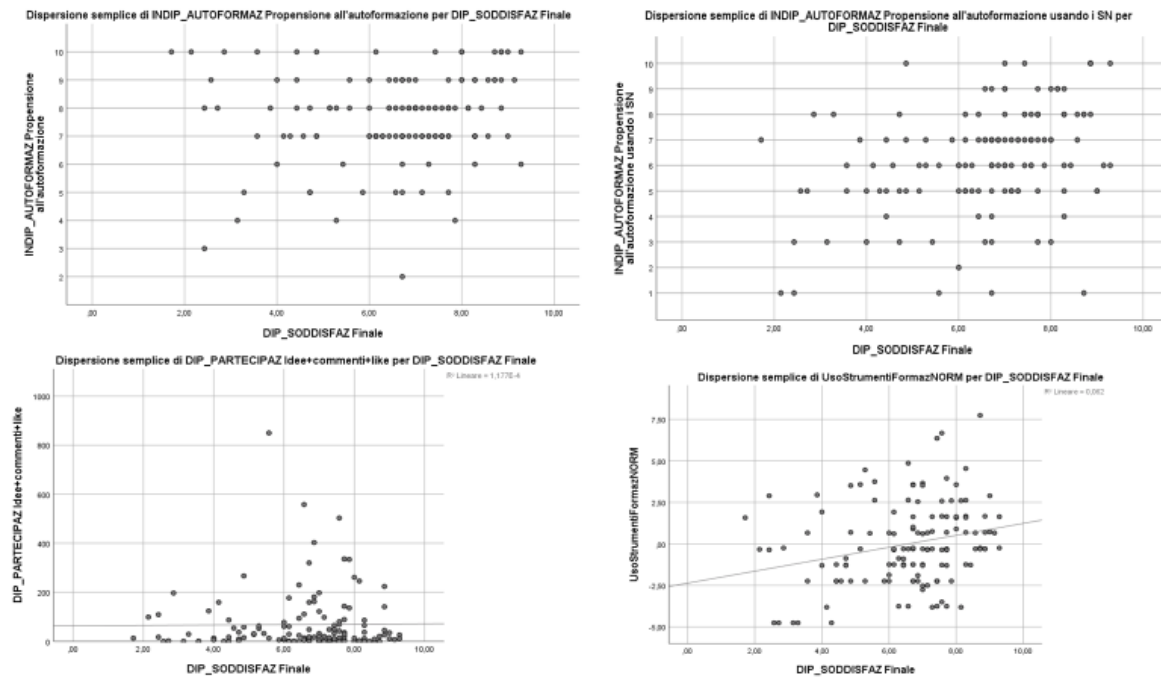 Dispersione semplice di INDIP_AUTOFORMAZ Propensione all'autoformazione per DIP_SODDISFAZ Finale
INDIP_AUTOFORMAZ Propensione
all'autoformazione
10
9
8
7
6
5
4
3
2
,00 2,00 4,00 6,00 8,00 10,00
DIP_SODDISFAZ Finale
Dispersione semplice di INDIP_AUTOFORMAZ Propensione all'autoformazione usando i SN per
DIP_SODDISFAZ Finale
INDIP_AUTOFORMAZ Propensione
all'autoformazione usando i SN
10
9
8
7
6
5
4
3
2
1
,00 2,00 4,00 6,00 8,00 10,00
DIP_SODDISFAZ Finale
Dispersione semplice di DIP_PARTECIPAZ Idee+commenti+like per DIP_SODDISFAZ Finale
R² Lineare = 1,177E-4
DIP_PARTECIPAZ Idee+commenti+like
1000
800
600
400
200
0
,00 2,00 4,00 6,00 8,00 10,00
DIP_SODDISFAZ Finale
Dispersione semplice di UsoStrumentiFormazNORM per DIP_SODDISFAZ Finale
R² Lineare = 0,062
UsoStrumentiFormazNORM
7,50
5,00
2,50
,00
-2,50
-5,00
,00 2,00 4,00 6,00 8,00 10,00
DIP_SODDISFAZ Finale